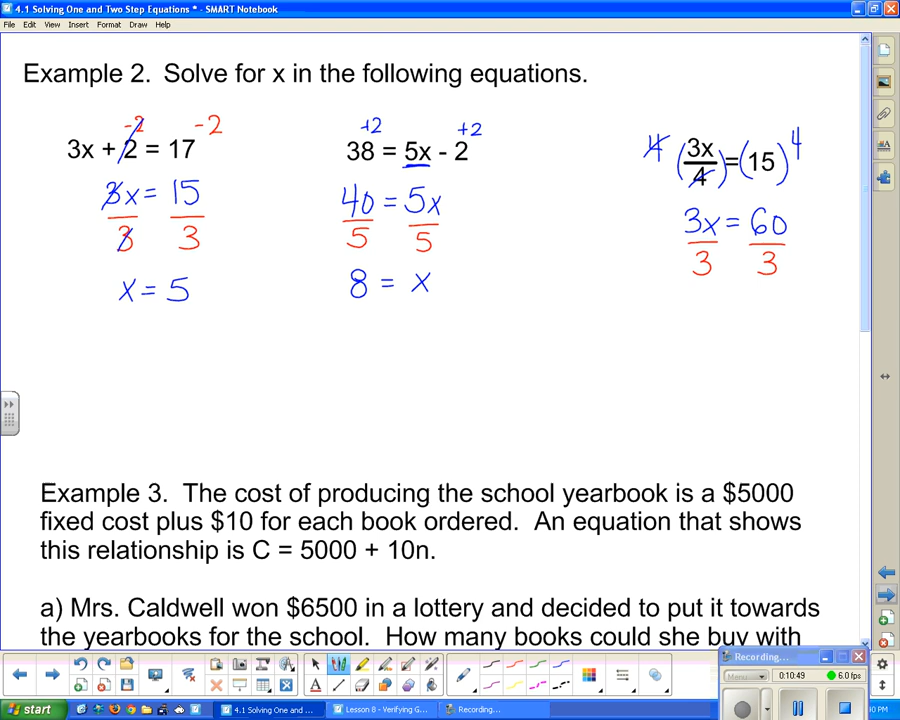 4.1 Solving One and Two Step Equations * - SMART Notebook
File Edit View Insert Format Draw Help
Example 2. Solve for x in the following equations.
-2 -2
3x + 2 = 17
3x = 15
3 3
x = 5
+2 +2
38 = 5x - 2
40 = 5x
5 5
8 = x
4 (3x/4) = (15) 4
3x = 60
3 3
Example 3. The cost of producing the school yearbook is a $5000
fixed cost plus $10 for each book ordered. An equation that shows
this relationship is C = 5000 + 10n.
a) Mrs. Caldwell won $6500 in a lottery and decided to put it towards
the yearbooks for the school. How many books could she buy with
Recording...
Menu
0:10:49
6.0 fps
start
4.1 Solving One and ...
Lesson 8 - Verifying G...
Recording...
PM